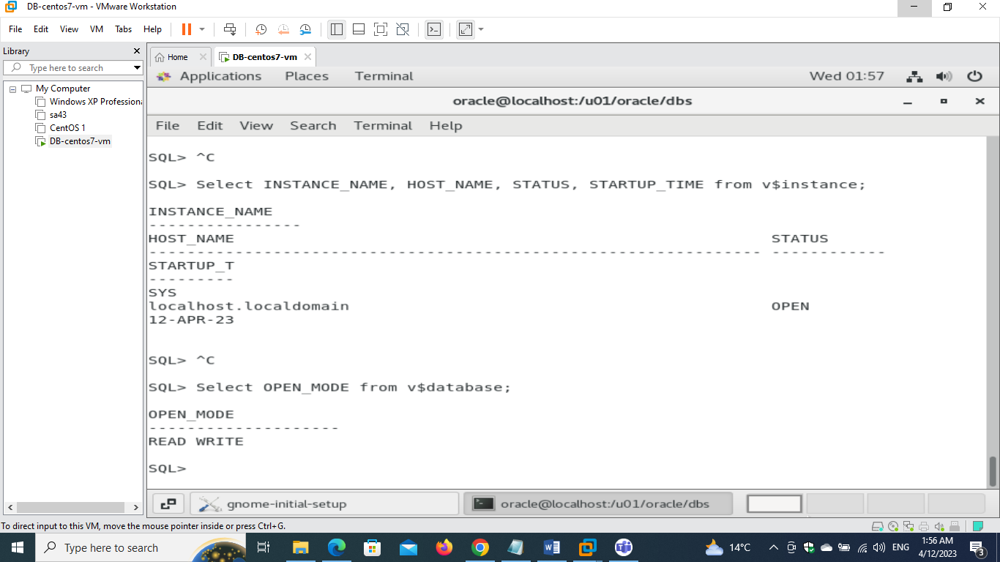 DB-centos7-vm - VMware Workstation
File Edit View VM Tabs Help
Library
Type here to search
My Computer
Windows XP Professiona
sa43
CentOS 1
DB-centos7-vm
Home
DB-centos7-vm
Applications Places Terminal Wed 01:57
oracle@localhost:/u01/oracle/dbs
File Edit View Search Terminal Help
SQL> ^C
SQL> Select INSTANCE_NAME, HOST_NAME, STATUS, STARTUP_TIME from v$instance;
INSTANCE_NAME
----------------
HOST_NAME STATUS
---------------------------------------------------------------- ------------
STARTUP_T
---------
SYS
localhost.localdomain OPEN
12-APR-23
SQL> ^C
SQL> Select OPEN_MODE from v$database;
OPEN_MODE
--------------------
READ WRITE
SQL>
gnome-initial-setup
oracle@localhost:/u01/oracle/dbs
To direct input to this VM, move the mouse pointer inside or press Ctrl+G.
Type here to search
14°C
ENG
1:56 AM
4/12/2023
3